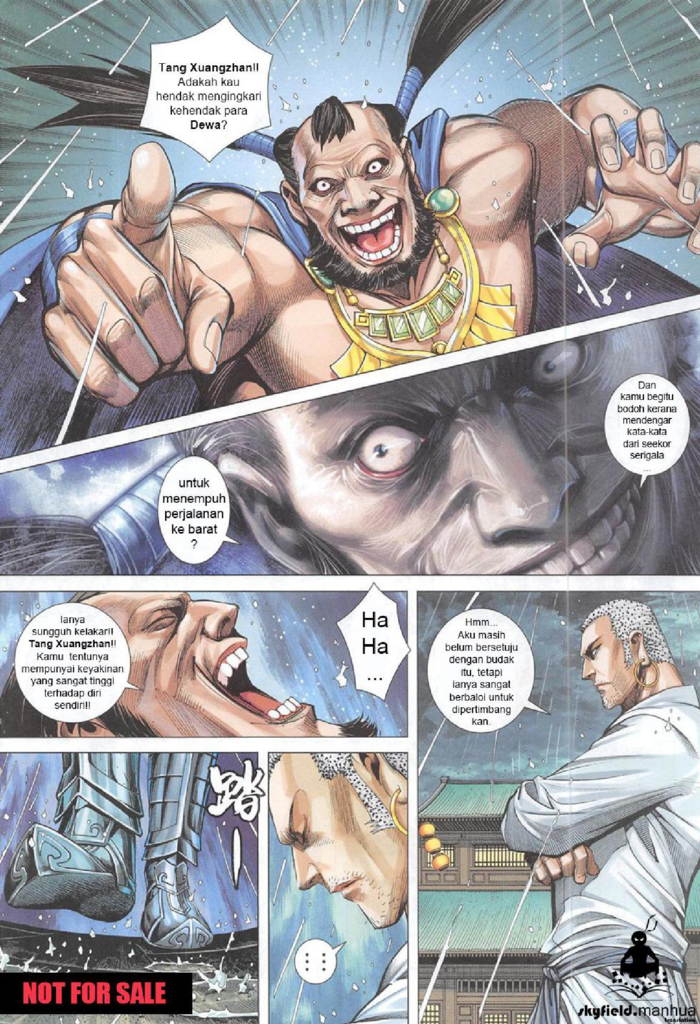 Tang Xuangzhan!!
Adakah kau
hendak mengingkari
kehendak para
Dewa?
Dan
kamu begitu
bodoh kerana
mendengar
kata-kata
dari seekor
serigala
...
untuk
menempuh
perjalanan
ke barat
?
Ianya
sungguh kelakar!!
Tang Xuangzhan!!
Kamu tentunya
mempunyai keyakinan
yang sangat tinggi
terhadap diri
sendiri!!
Ha
Ha
...
Hmm...
Aku masih
belum bersetuju
dengan budak
itu, tetapi
ianya sangat
berbaloi untuk
dipertimbang
kan.
踏
NOT FOR SALE
skyfield.manhua